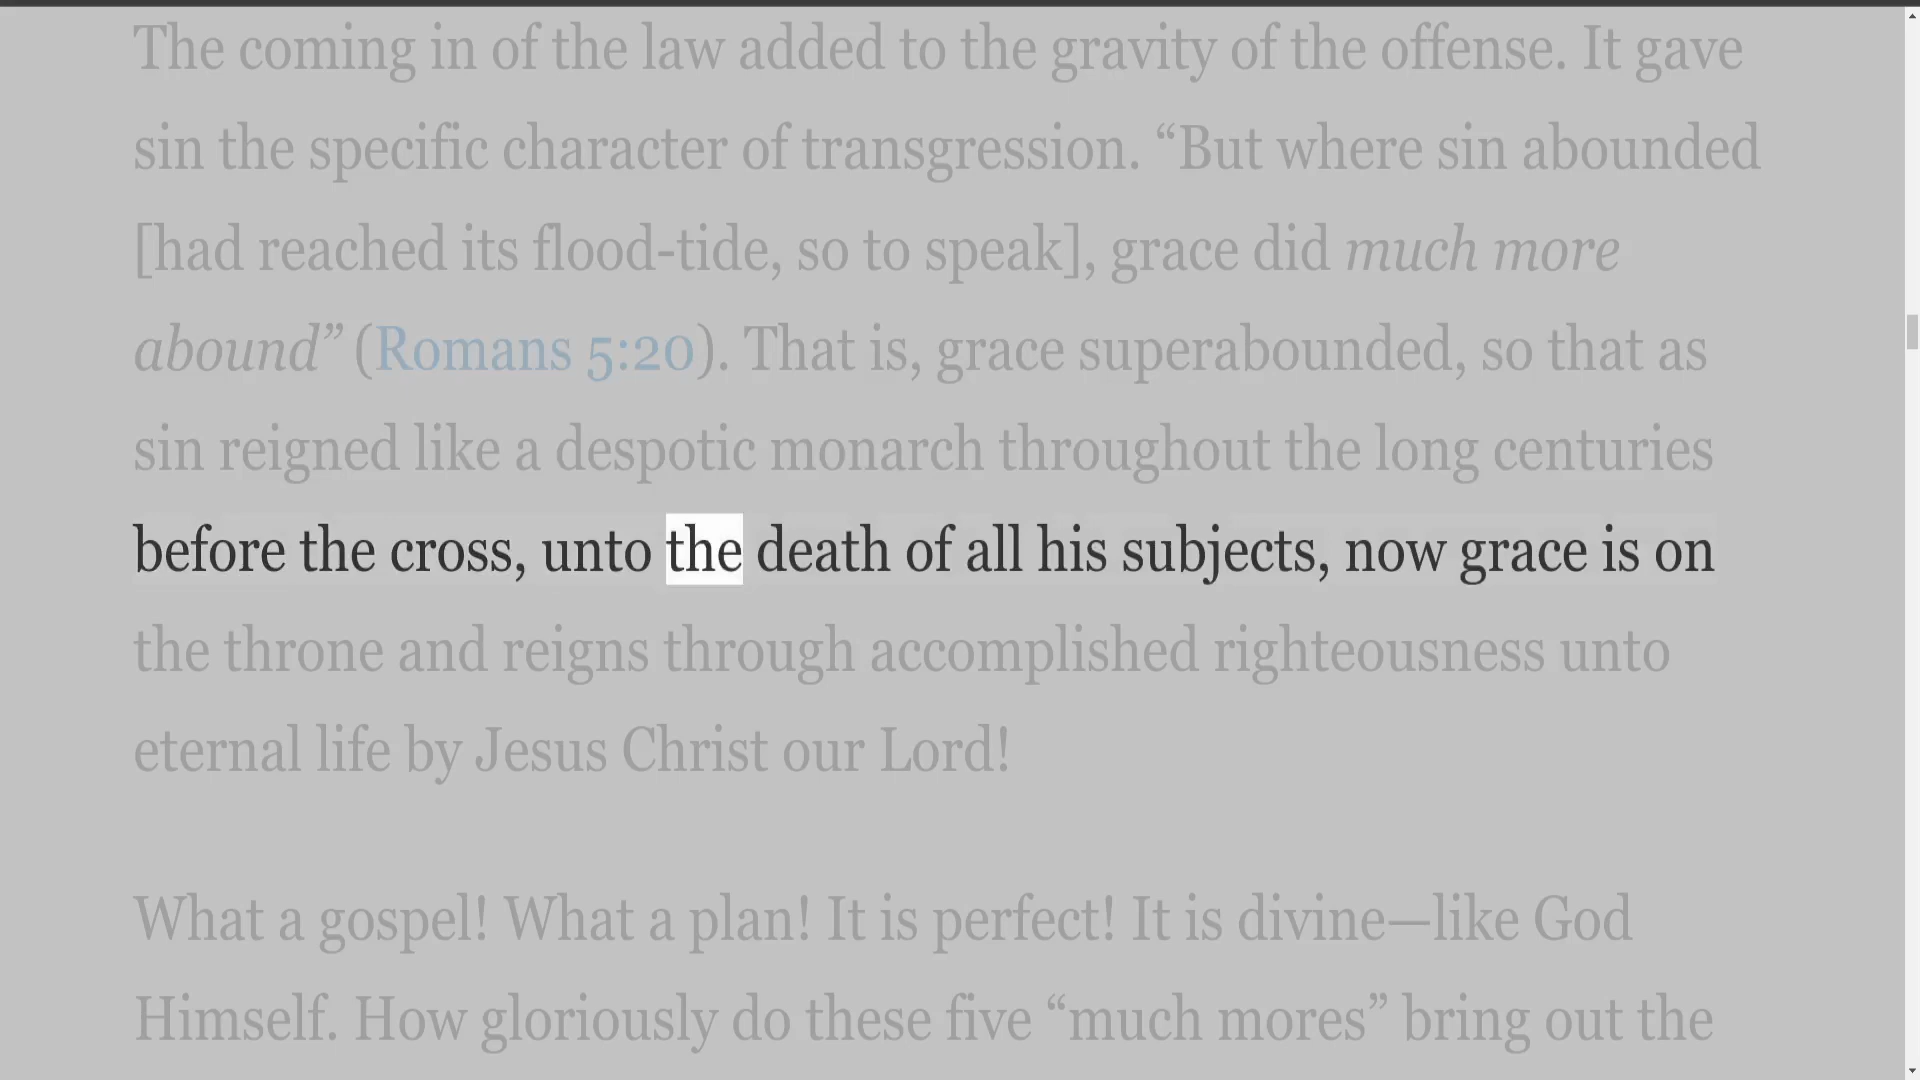 The coming in of the law added to the gravity of the offense. It gave
sin the specific character of transgression. “But where sin abounded
[had reached its flood-tide, so to speak], grace did much more
abound” (Romans 5:20). That is, grace superabounded, so that as
sin reigned like a despotic monarch throughout the long centuries
before the cross, unto the death of all his subjects, now grace is on
the throne and reigns through accomplished righteousness unto
eternal life by Jesus Christ our Lord!
What a gospel! What a plan! It is perfect! It is divine—like God
Himself. How gloriously do these five “much mores” bring out the